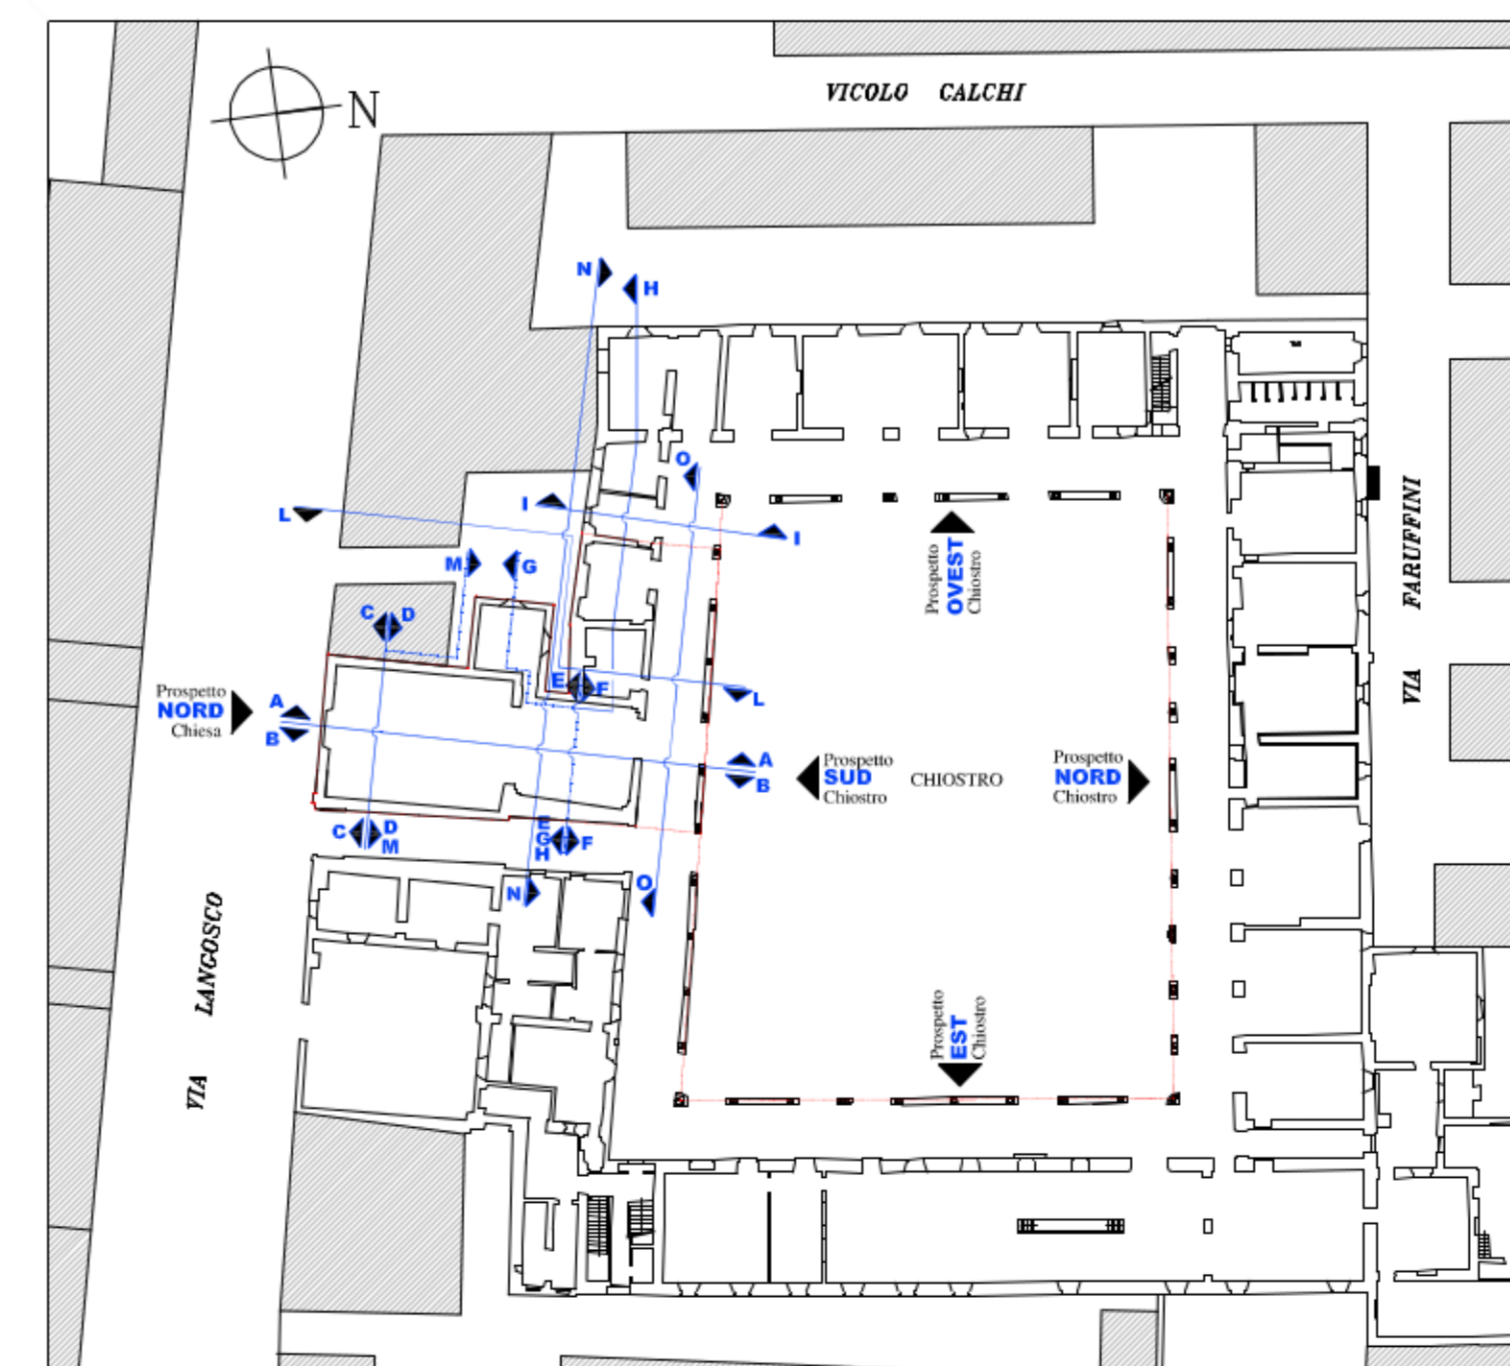 VICOLO CALCHI
N
N
H
O
I
L
I
M
G
C
D
Prospetto
OVEST
Chiostro
VIA FARUFFINI
E
F
Prospetto
NORD
Chiesa
A
B
L
A
B
Prospetto
SUD
Chiostro
CHIOSTRO
Prospetto
NORD
Chiostro
C
D
M
E
G
H
F
N
O
VIA LANGOSCO
Prospetto
EST
Chiostro